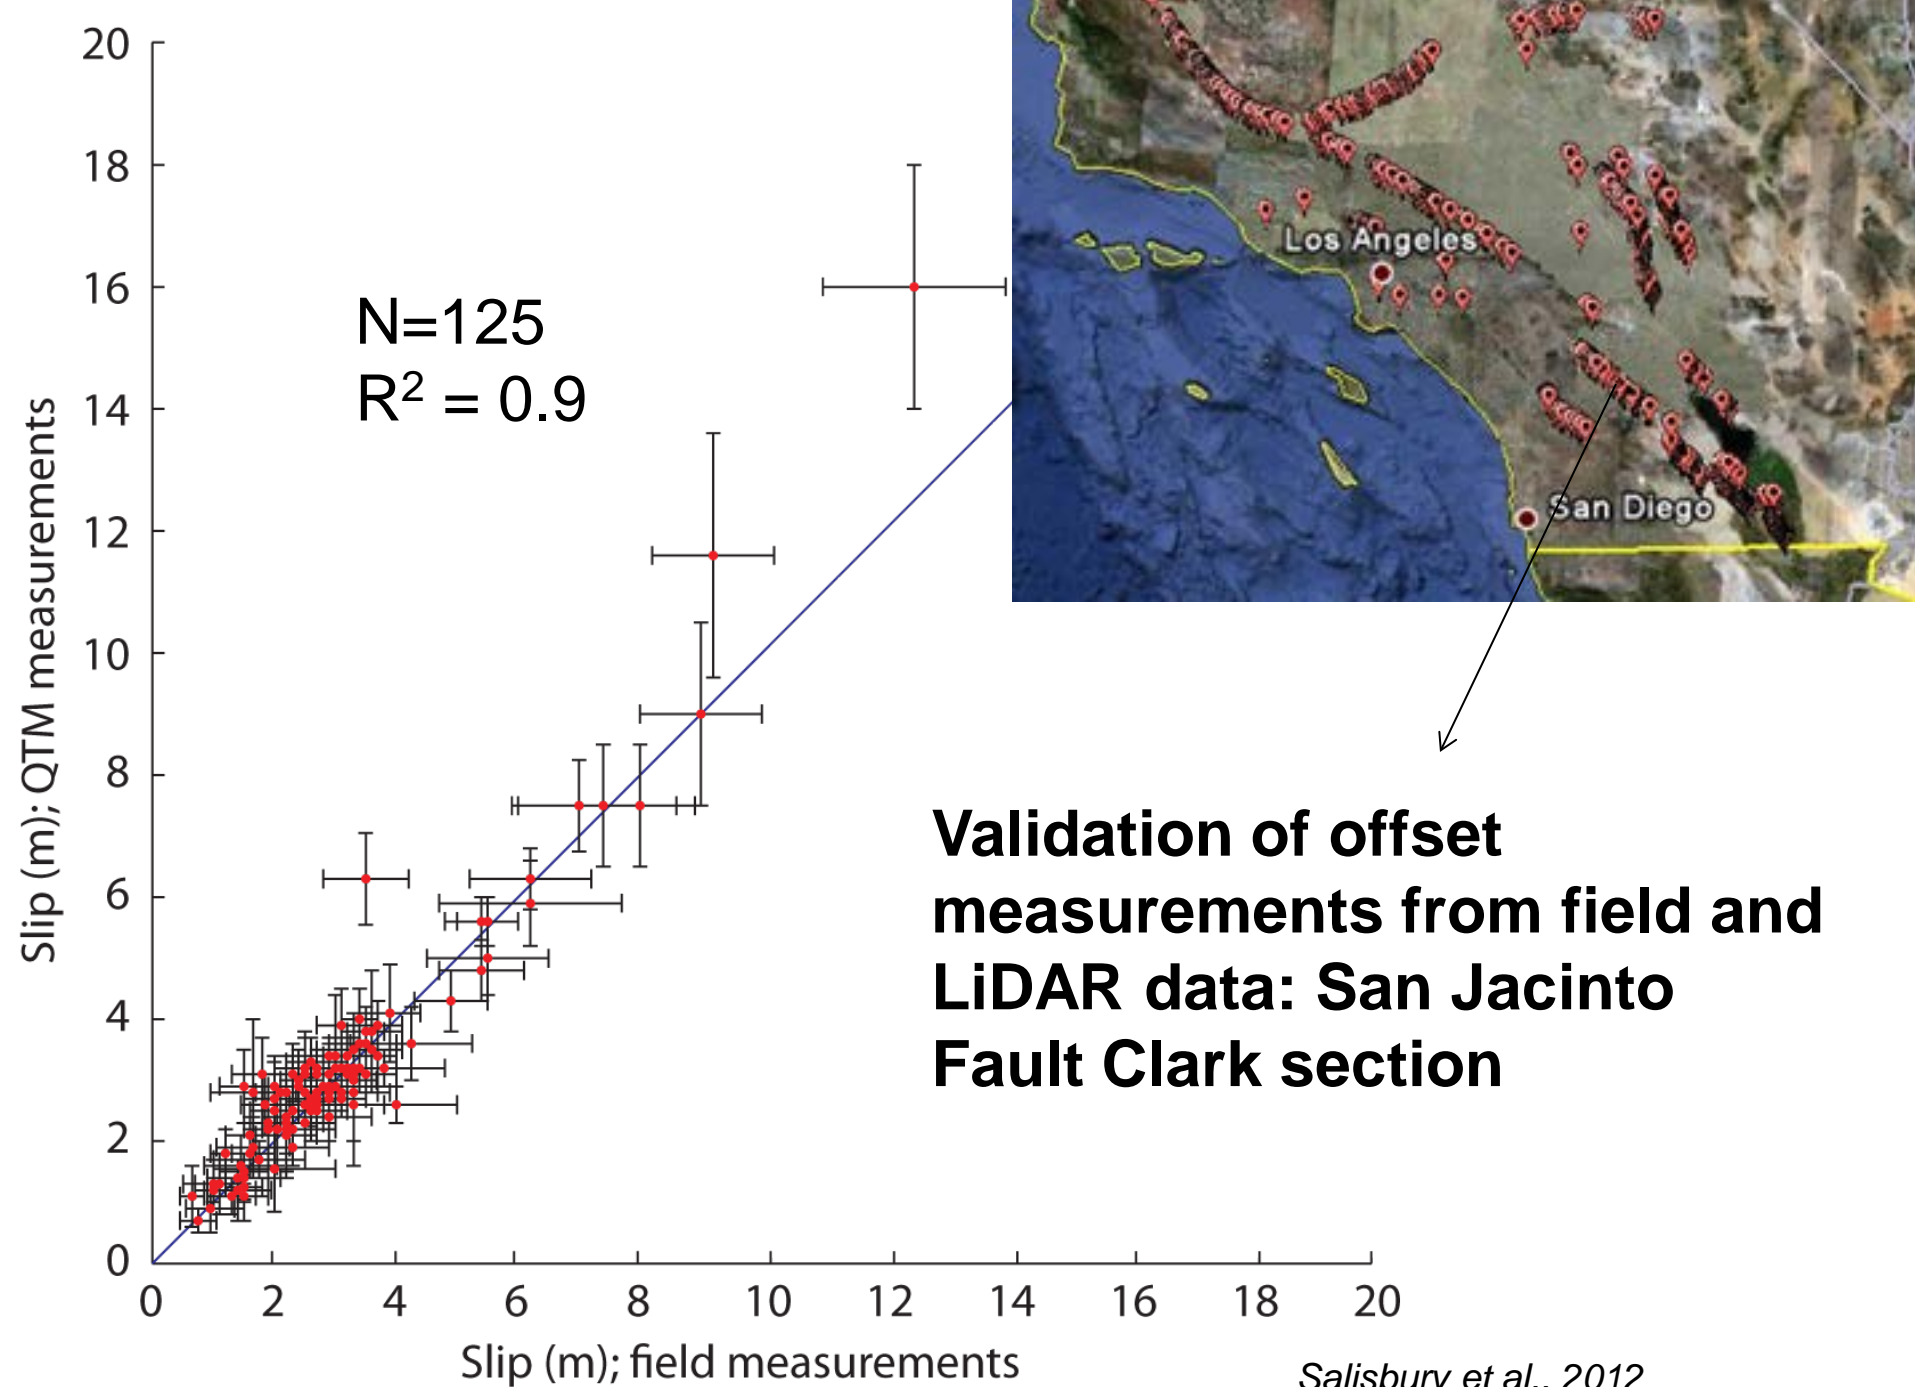 20
18
16
14
12
10
8
6
4
2
0
Slip (m); QTM measurements
N=125
R² = 0.9
Los Angeles
San Diego
Validation of offset
measurements from field and
LiDAR data: San Jacinto
Fault Clark section
0 2 4 6 8 10 12 14 16 18 20
Slip (m); field measurements
Salisbury et al., 2012